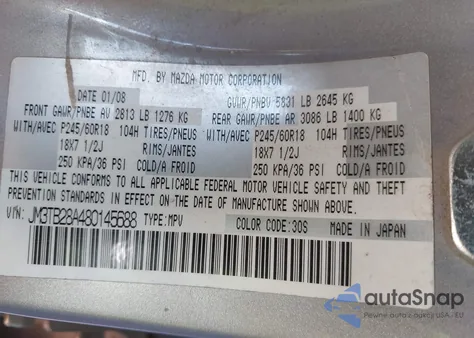 MFD. BY MAZDA MOTOR CORPORATION
DATE 01/08 GVWR/PNBV 5831 LB 2645 KG
FRONT GAWR/PNBE AV 2813 LB 1276 KG REAR GAWR/PNBE AR 3086 LB 1400 KG
WITH/AVEC P245/60R18 104H TIRES/PNEUS WITH/AVEC P245/60R18 104H TIRES/PNEUS
18X7 1/2J RIMS/JANTES 18X7 1/2J RIMS/JANTES
250 KPA/36 PSI COLD/A FROID 250 KPA/36 PSI COLD/A FROID
THIS VEHICLE CONFORMS TO ALL APPLICABLE FEDERAL MOTOR VEHICLE SAFETY AND THEFT
PREVENTION STANDARDS IN EFFECT ON THE DATE OF MANUFACTURE SHOWN ABOVE.
VIN: JM3TB28A480145688 TYPE: MPV COLOR CODE: 30S MADE IN JAPAN
autoSnap
Pewne auto z USA, EU